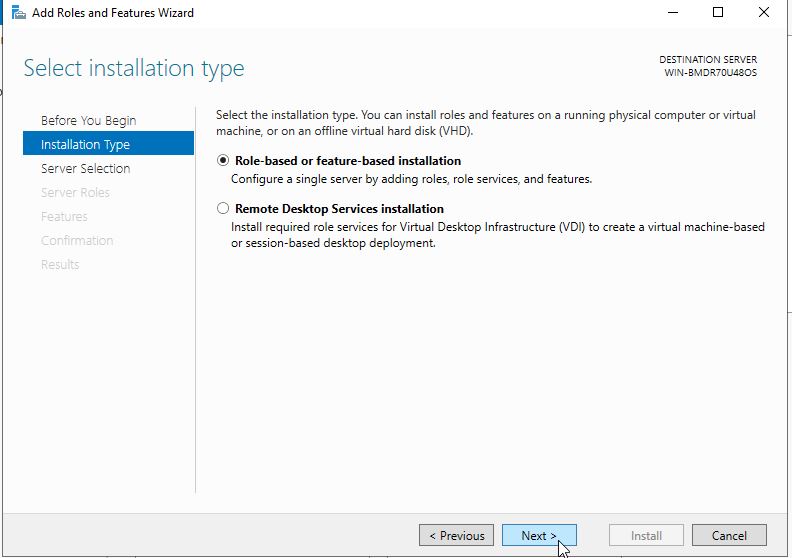 Add Roles and Features Wizard
Select installation type
DESTINATION SERVER
WIN-BMDR70U48OS
Before You Begin
Installation Type
Server Selection
Server Roles
Features
Confirmation
Results
Select the installation type. You can install roles and features on a running physical computer or virtual
machine, or on an offline virtual hard disk (VHD).
Role-based or feature-based installation
Configure a single server by adding roles, role services, and features.
Remote Desktop Services installation
Install required role services for Virtual Desktop Infrastructure (VDI) to create a virtual machine-based
or session-based desktop deployment.
< Previous
Next >
Install
Cancel